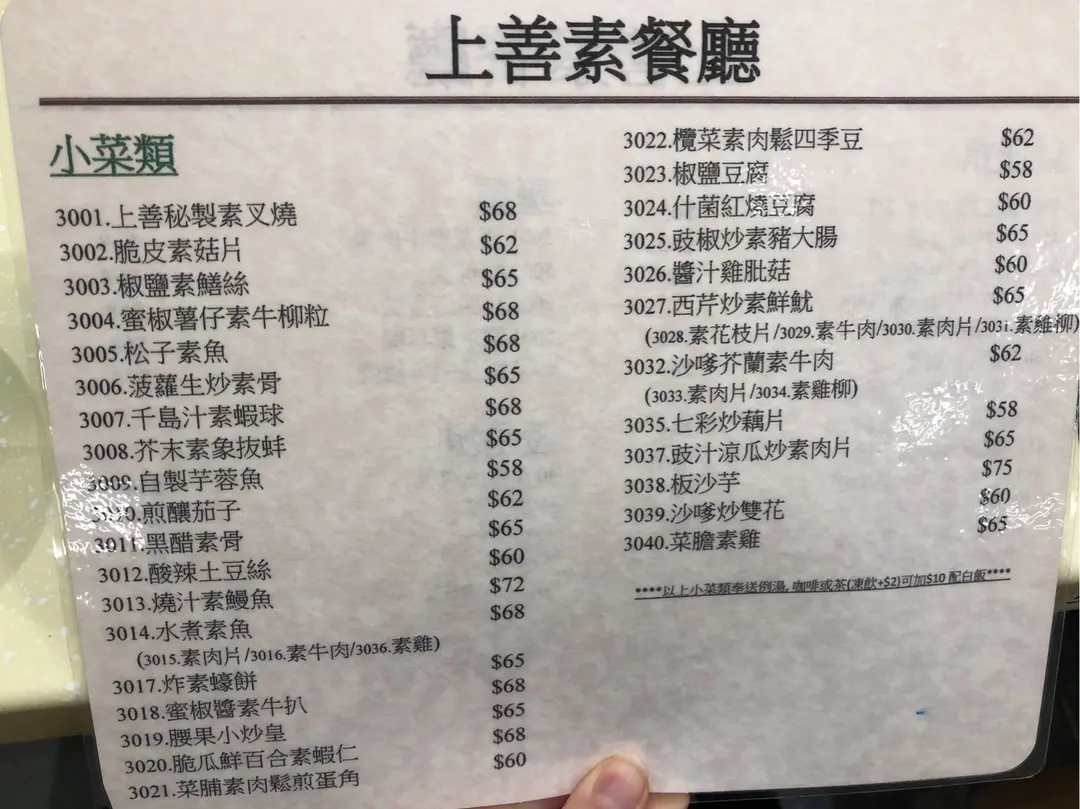 上善素餐廳
小菜類
3001.上善秘製素叉燒 $68
3002.脆皮素菇片 $62
3003.椒鹽素鱔絲 $65
3004.蜜椒薯仔素牛柳粒 $68
3005.松子素魚 $68
3006.菠蘿生炒素骨 $65
3007.千島汁素蝦球 $68
3008.芥末素象拔蚌 $65
3009.自製芋蓉魚 $58
3010.煎釀茄子 $62
3011.黑醋素骨 $65
3012.酸辣土豆絲 $60
3013.燒汁素鰻魚 $72
3014.水煮素魚 $68
(3015.素肉片/3016.素牛肉/3036.素雞)
3017.炸素蠔餅 $65
3018.蜜椒醬素牛扒 $68
3019.腰果小炒皇 $65
3020.脆瓜鮮百合素蝦仁 $68
3021.菜脯素肉鬆煎蛋角 $60
3022.欖菜素肉鬆四季豆 $62
3023.椒鹽豆腐 $58
3024.什菌紅燒豆腐 $60
3025.豉椒炒素豬大腸 $65
3026.醬汁雞肶菇 $60
3027.西芹炒素鮮魷 $65
(3028.素花枝片/3029.素牛肉/3030.素肉片/3031.素雞柳)
3032.沙嗲芥蘭素牛肉 $62
(3033.素肉片/3034.素雞柳)
3035.七彩炒藕片 $58
3037.豉汁涼瓜炒素肉片 $65
3038.板沙芋 $75
3039.沙嗲炒雙花 $60
3040.菜膽素雞 $65
****以上小菜類奉送例湯, 咖啡或茶(凍飲+$2)可加$10 配白飯****